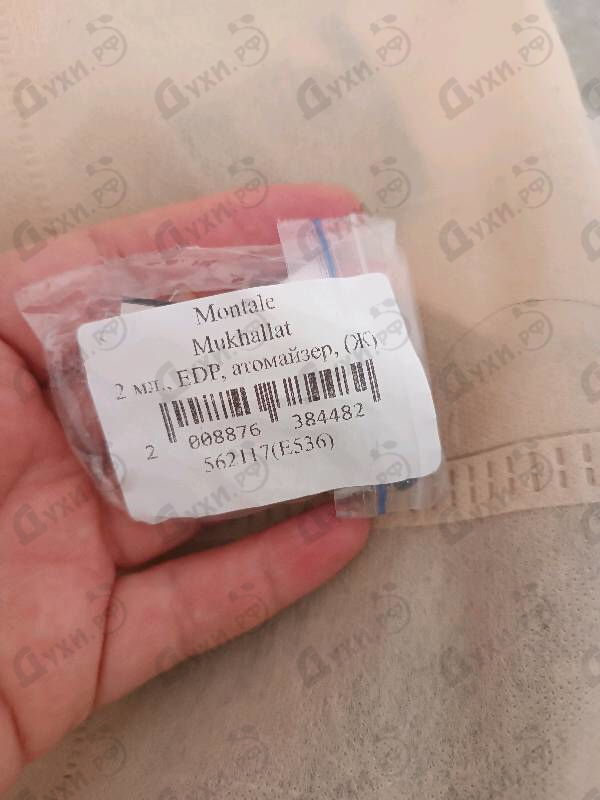 Montale
Mukhallat
2 мл., EDP, атомайзер, (Ж)
2 008876 384482
562117(E536)
Духи.рф